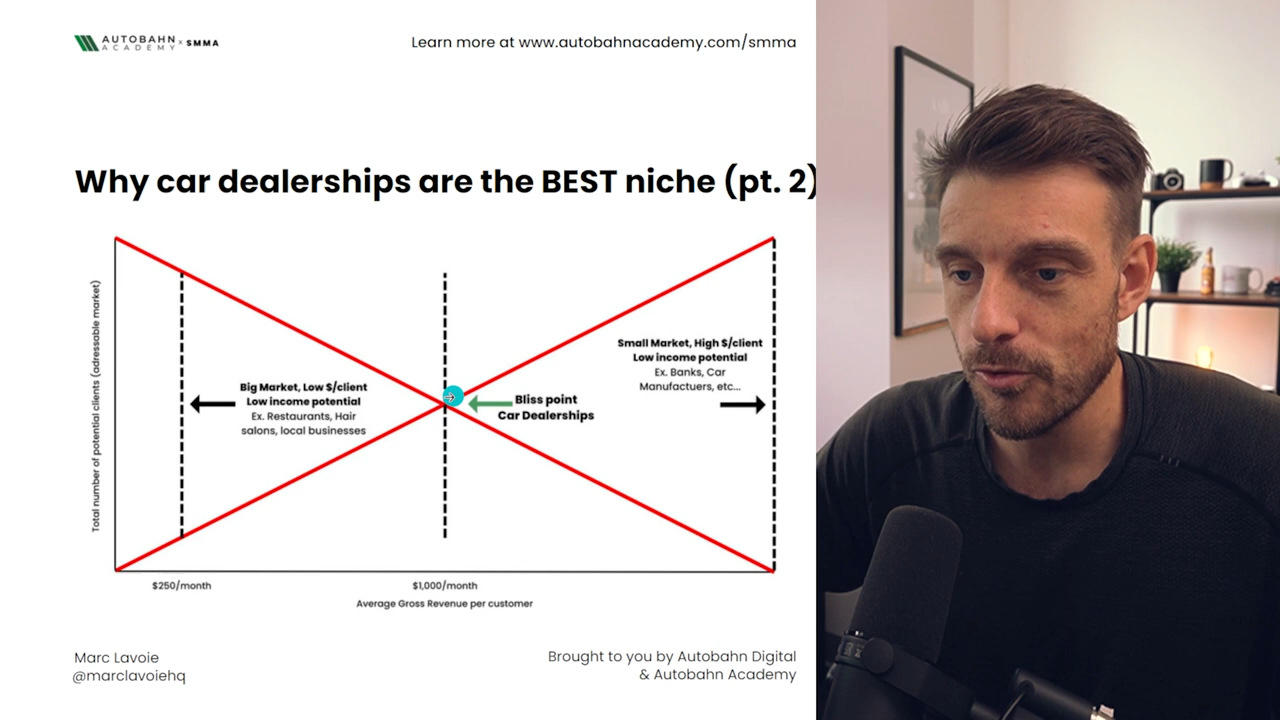 AUTOBAHN
ACADEMY
x SMMA
Learn more at www.autobahnacademy.com/smma
Why car dealerships are the BEST niche (pt. 2)
Total number of potential clients (adressable market)
Big Market, Low $/client
Low income potential
Ex. Restaurants, Hair
salons, local businesses
Bliss point
Car Dealerships
Small Market, High $/client
Low income potential
Ex. Banks, Car
Manufactuers, etc...
$250/month
$1,000/month
Average Gross Revenue per customer
Marc Lavoie
@marclavoiehq
Brought to you by Autobahn Digital
& Autobahn Academy